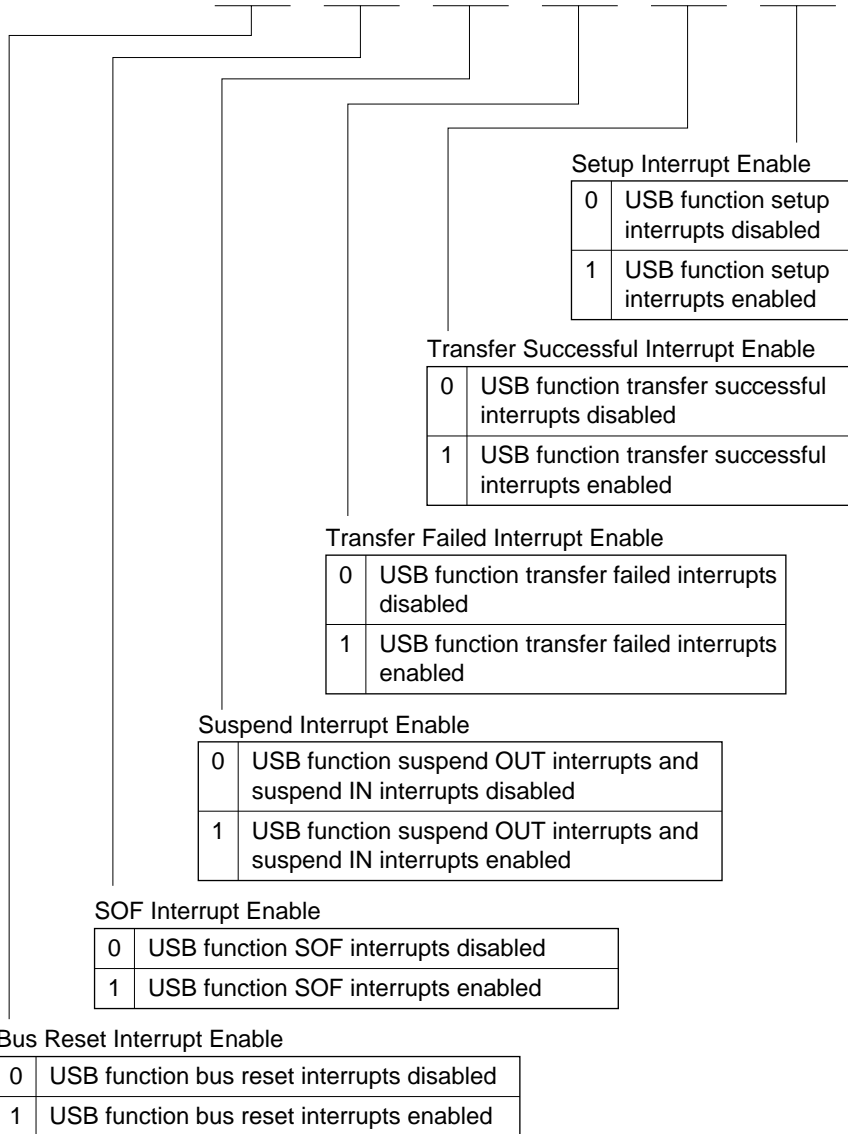 Setup Interrupt Enable
0 USB function setup
interrupts disabled
1 USB function setup
interrupts enabled
Transfer Successful Interrupt Enable
0 USB function transfer successful
interrupts disabled
1 USB function transfer successful
interrupts enabled
Transfer Failed Interrupt Enable
0 USB function transfer failed interrupts
disabled
1 USB function transfer failed interrupts
enabled
Suspend Interrupt Enable
0 USB function suspend OUT interrupts and
suspend IN interrupts disabled
1 USB function suspend OUT interrupts and
suspend IN interrupts enabled
SOF Interrupt Enable
0 USB function SOF interrupts disabled
1 USB function SOF interrupts enabled
Bus Reset Interrupt Enable
0 USB function bus reset interrupts disabled
1 USB function bus reset interrupts enabled